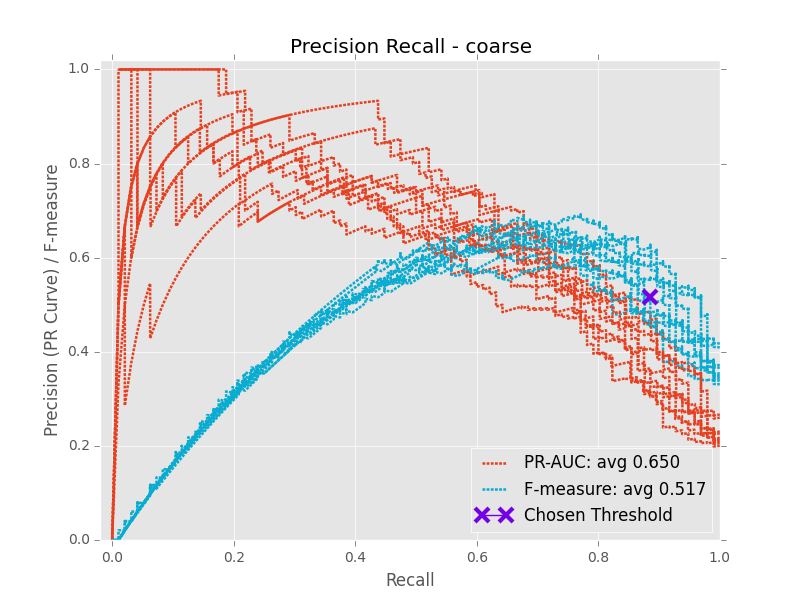 Precision Recall - coarse
Precision (PR Curve) / F-measure
1.0
0.8
0.6
0.4
0.2
0.0
0.0 0.2 0.4 0.6 0.8 1.0
Recall
PR-AUC: avg 0.650
F-measure: avg 0.517
Chosen Threshold